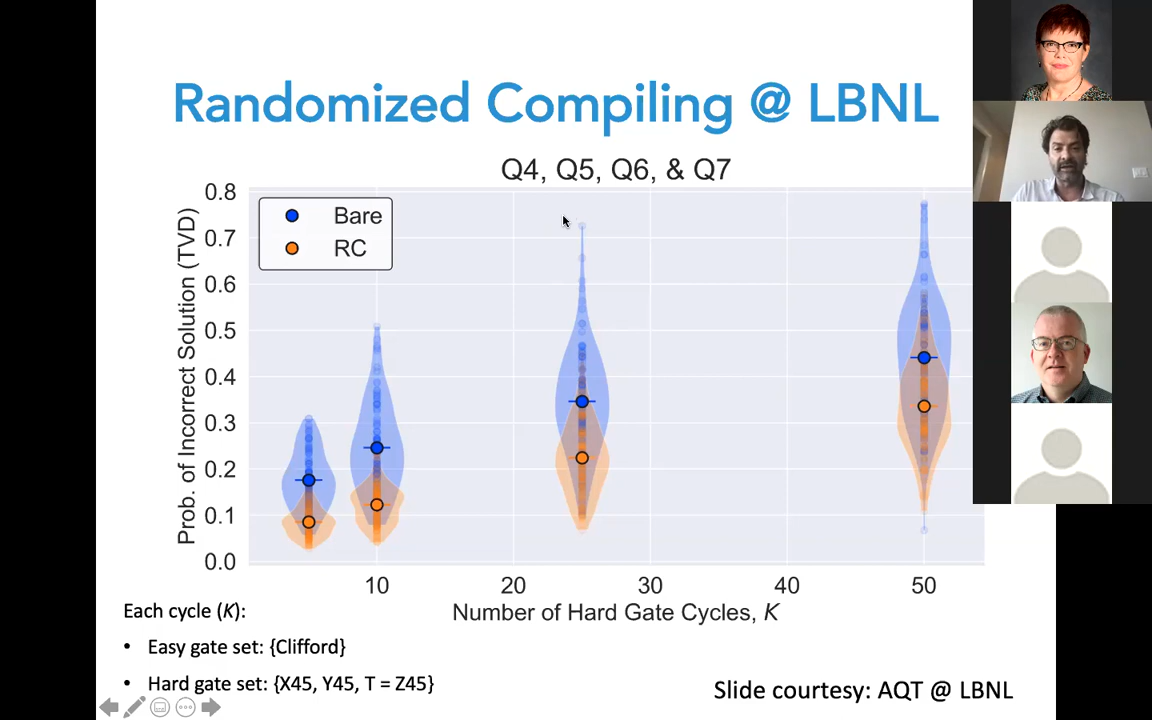 Randomized Compiling @ LBNL
Q4, Q5, Q6, & Q7
Prob. of Incorrect Solution (TVD)
0.8
0.7
0.6
0.5
0.4
0.3
0.2
0.1
0.0
Bare
RC
10 20 30 40 50
Number of Hard Gate Cycles, K
Each cycle (K):
• Easy gate set: {Clifford}
• Hard gate set: {X45, Y45, T = Z45}
Slide courtesy: AQT @ LBNL